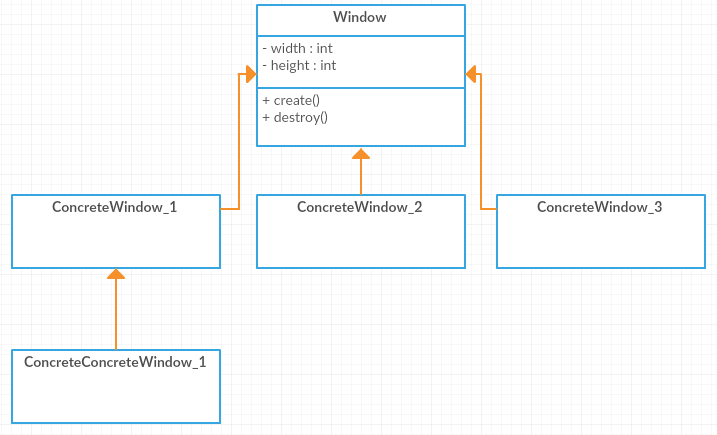 Window
- width : int
- height : int
+ create()
+ destroy()
ConcreteWindow_1
ConcreteWindow_2
ConcreteWindow_3
ConcreteConcreteWindow_1